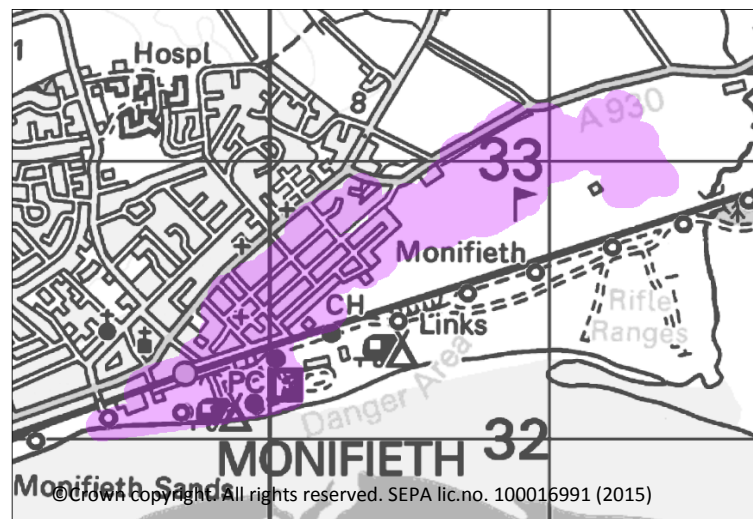 1
Hospl
8
A 930
33
Monifieth
CH
Links
Rifle
Ranges
PC
Danger Area
32
MONIFIETH
Monifieth Sands
©Crown copyright. All rights reserved. SEPA lic.no. 100016991 (2015)